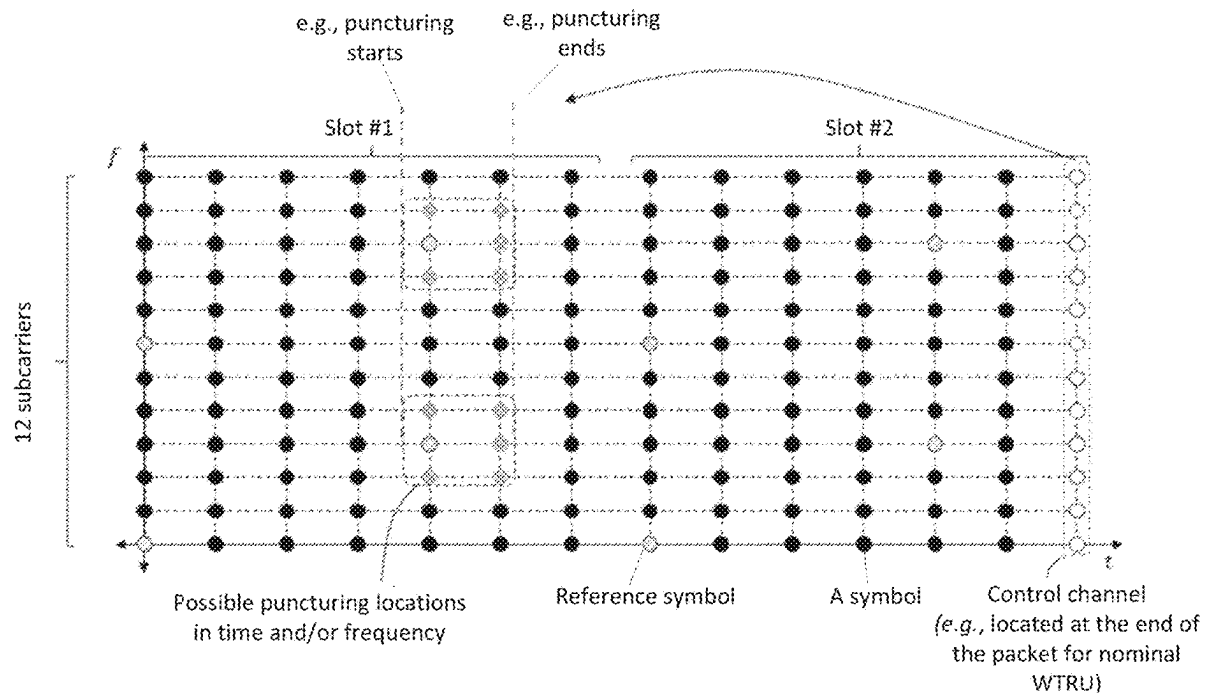 e.g., puncturing
starts
e.g., puncturing
ends
Slot #1
Slot #2
f
12 subcarriers
t
Possible puncturing locations
in time and/or frequency
Reference symbol
A symbol
Control channel
(e.g., located at the end of
the packet for nominal
WTRU)